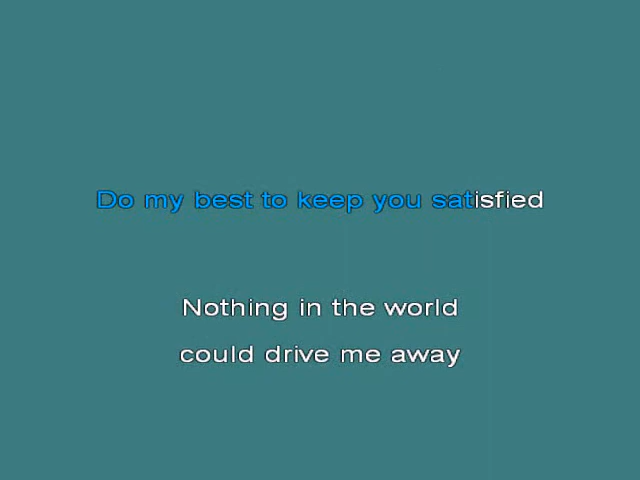 Do my best to keep you satisfied
Nothing in the world
could drive me away